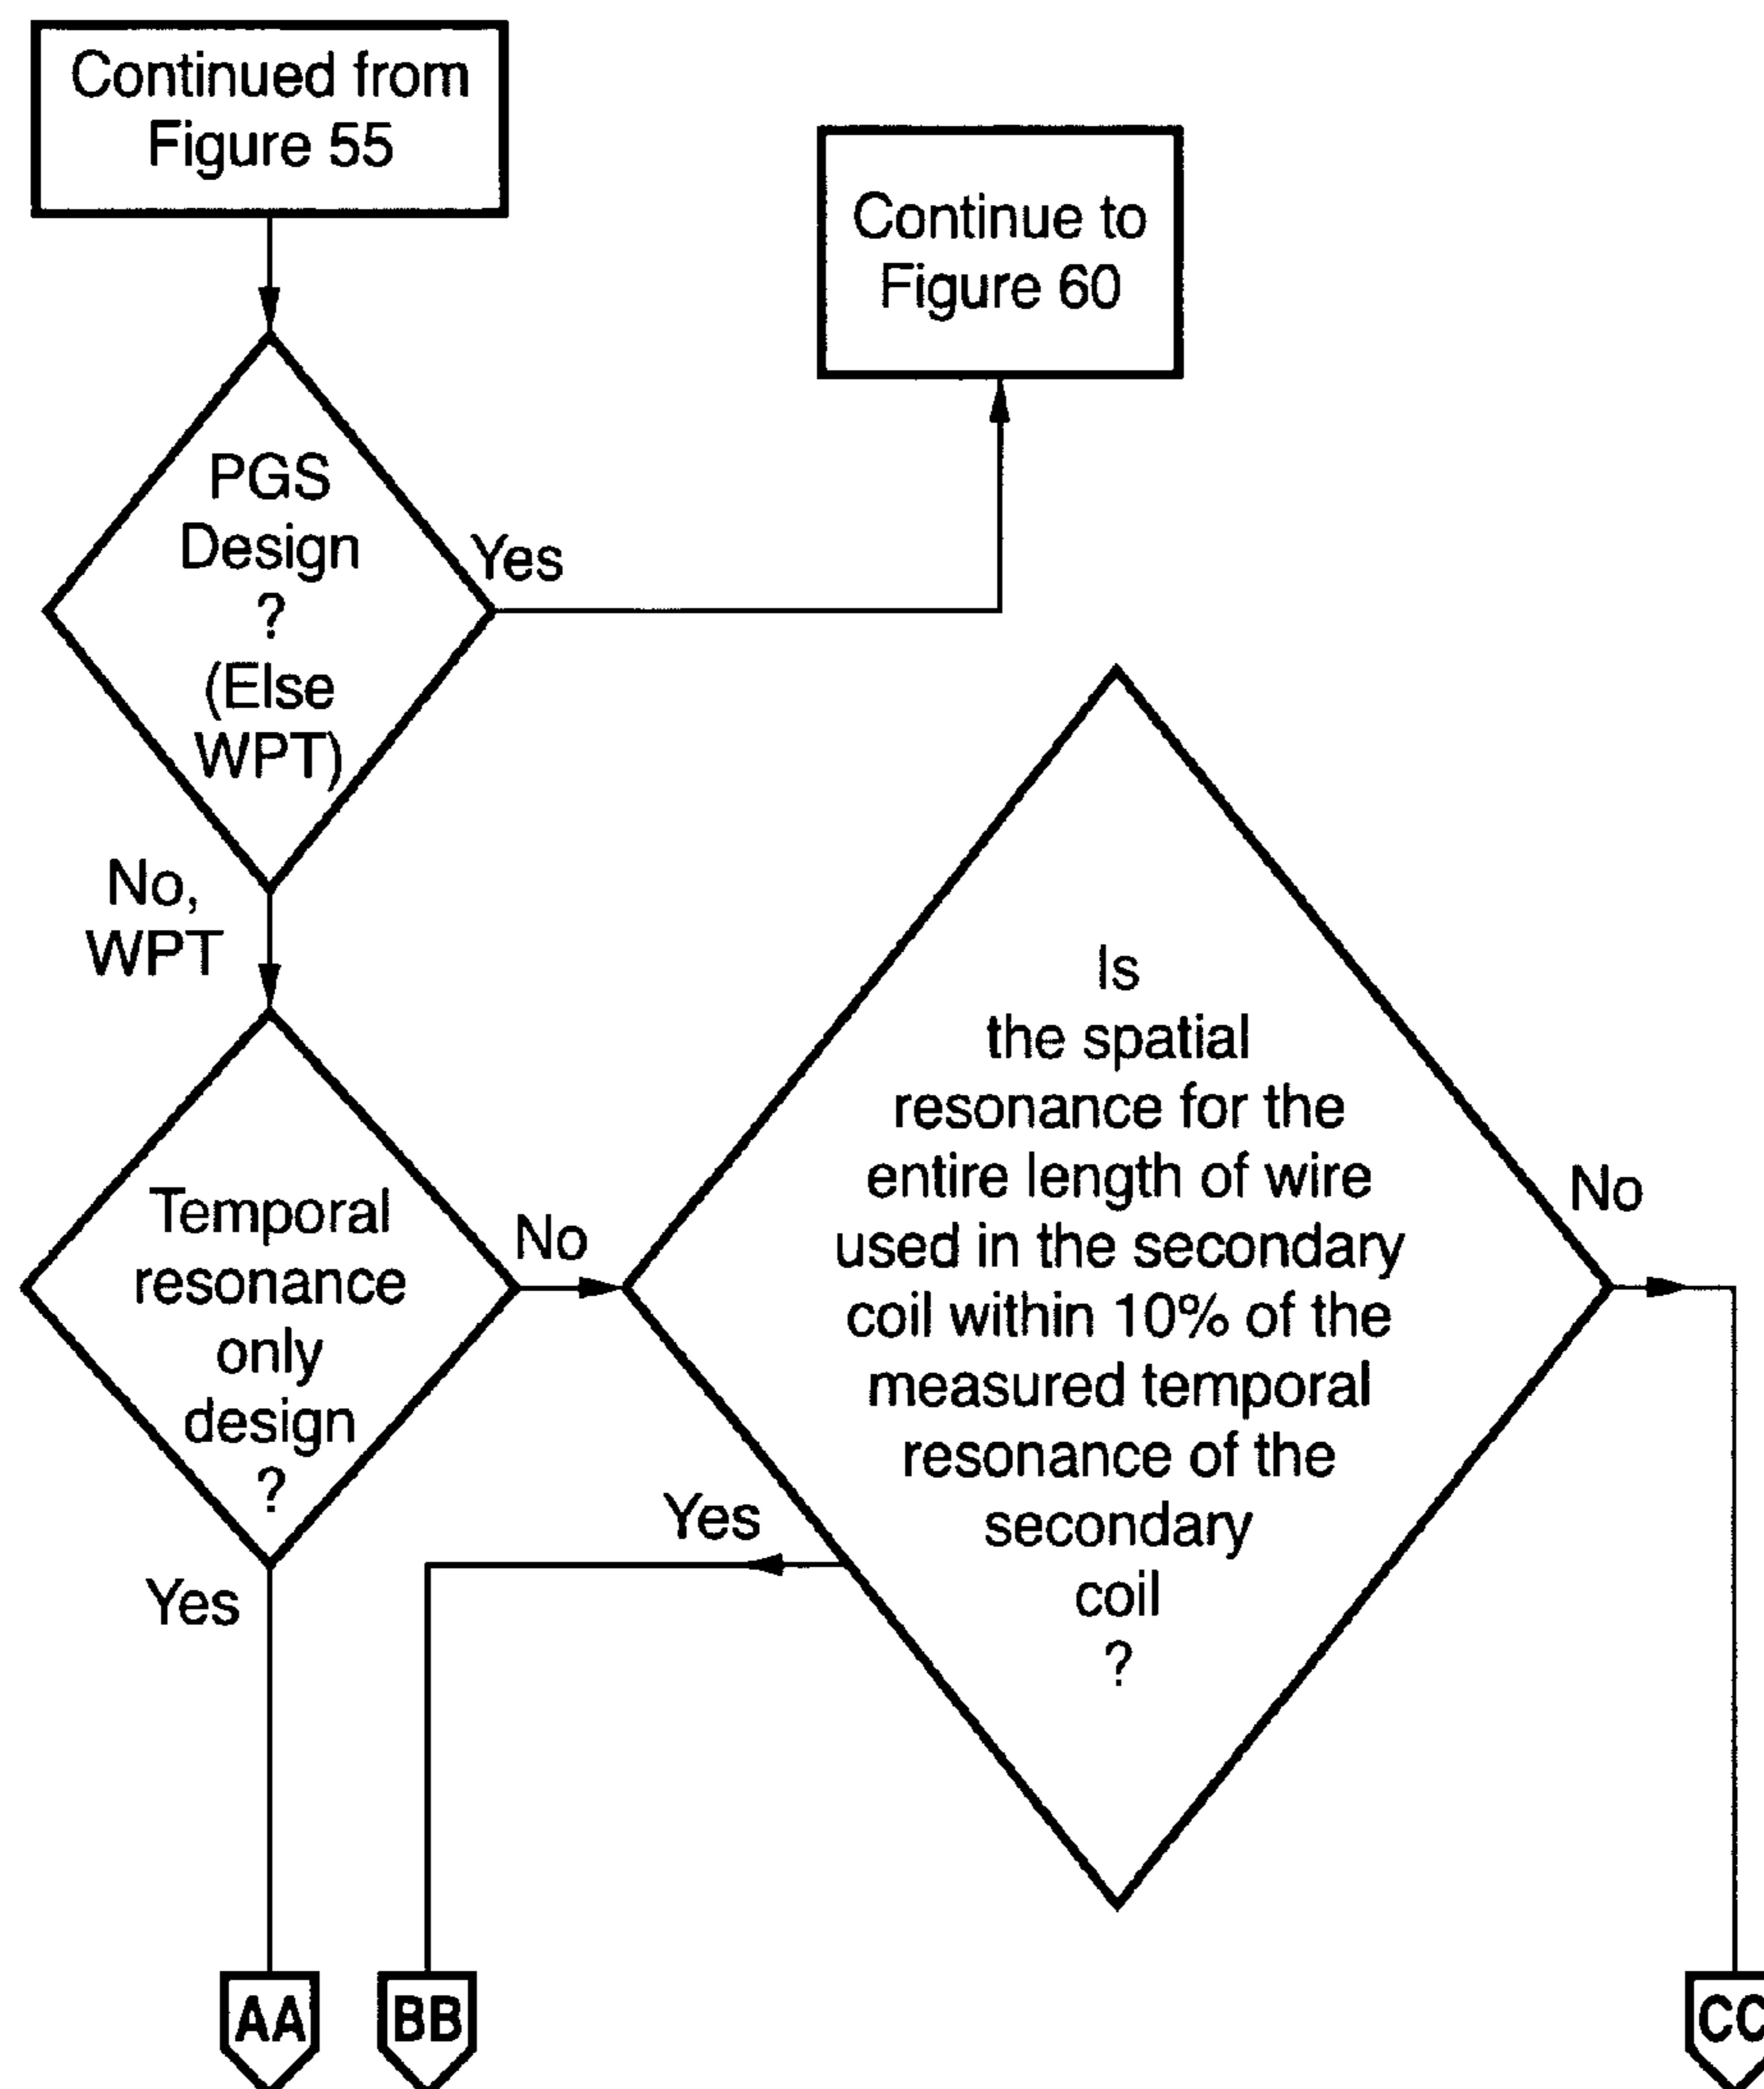 Continued from
Figure 55
Continue to
Figure 60
PGS
Design
?
(Else
WPT)
Yes
No,
WPT
Temporal
resonance
only
design
?
No
Yes
Is
the spatial
resonance for the
entire length of wire
used in the secondary
coil within 10% of the
measured temporal
resonance of the
secondary
coil
?
No
Yes
AA
BB
CC